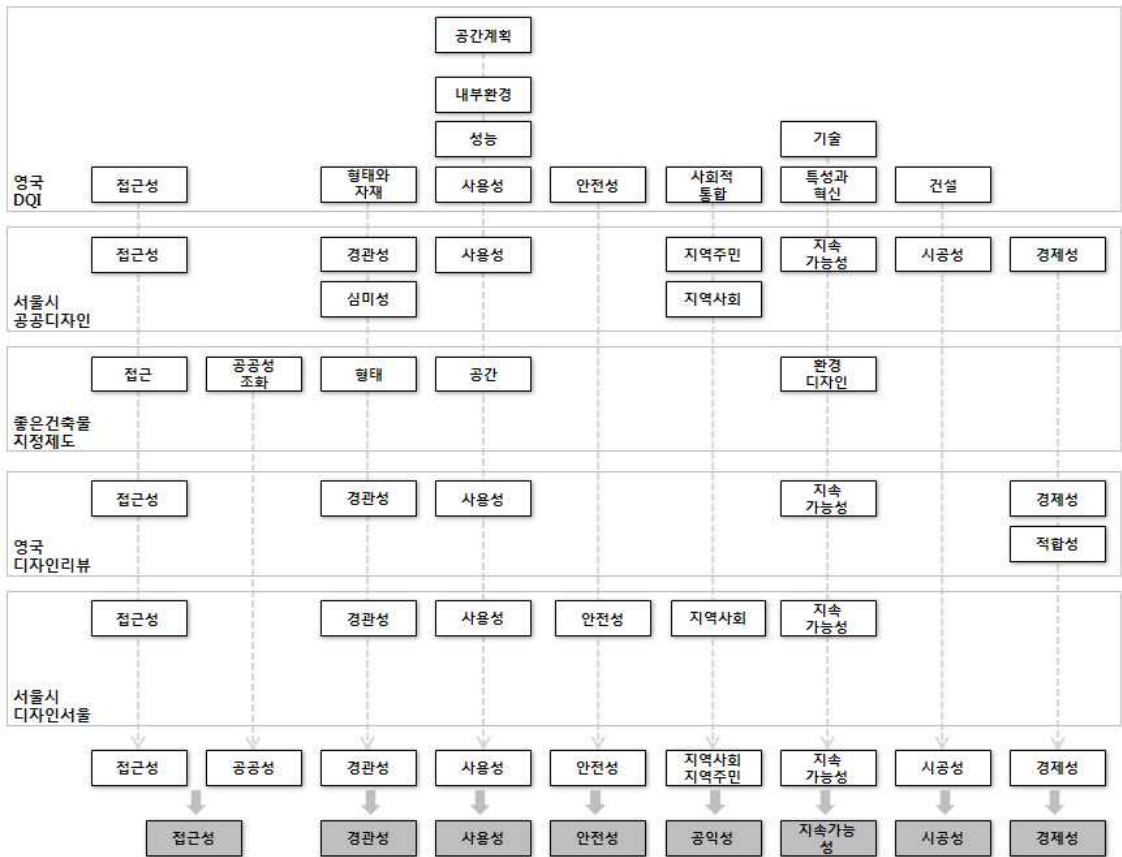 공간계획
내부환경
성능
기술
영국
DQI
접근성
형태와
자재
사용성
안전성
사회적
통합
특성과
혁신
건설
접근성
경관성
사용성
지역주민
지속
가능성
시공성
경제성
심미성
지역사회
서울시
공공디자인
접근
공공성
조화
형태
공간
환경
디자인
좋은건축물
지정제도
접근성
경관성
사용성
지속
가능성
경제성
적합성
영국
디자인리뷰
접근성
경관성
사용성
안전성
지역사회
지속
가능성
서울시
디자인서울
접근성
공공성
경관성
사용성
안전성
지역사회
지역주민
지속
가능성
시공성
경제성
접근성
경관성
사용성
안전성
공익성
지속가능
성
시공성
경제성